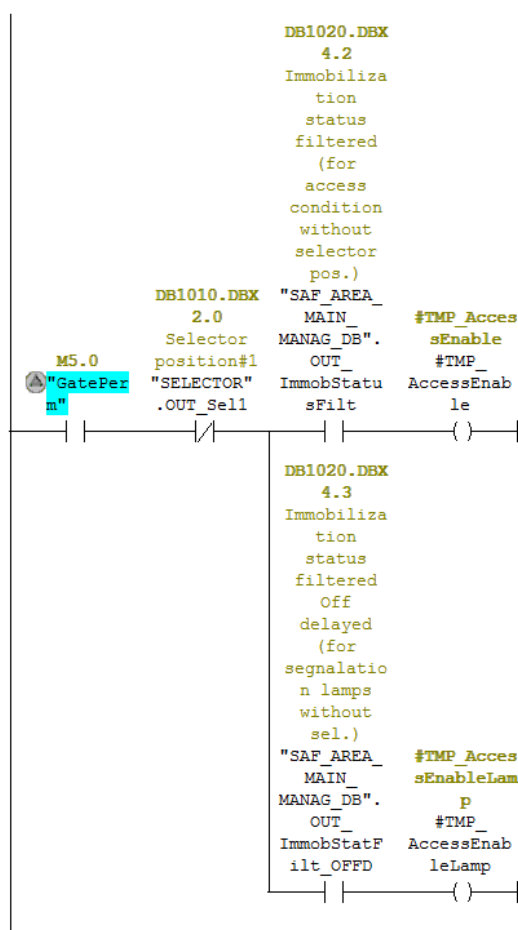 DB1020.DBX
4.2
Immobiliza
tion
status
filtered
(for
access
condition
without
selector
pos.)
"SAF_AREA_
MAIN_
MANAG_DB".
OUT_
ImmobStatu
sFilt
DB1010.DBX
2.0
Selector
position#1
"SELECTOR"
.OUT_Sel1
#TMP_Acces
sEnable
#TMP_
AccessEnab
le
M5.0
"GatePer
m"
DB1020.DBX
4.3
Immobiliza
tion
status
filtered
Off
delayed
(for
segnalatio
n lamps
without
sel.)
"SAF_AREA_
MAIN_
MANAG_DB".
OUT_
ImmobStatF
ilt_OFFD
#TMP_Acces
sEnableLam
p
#TMP_
AccessEnab
leLamp